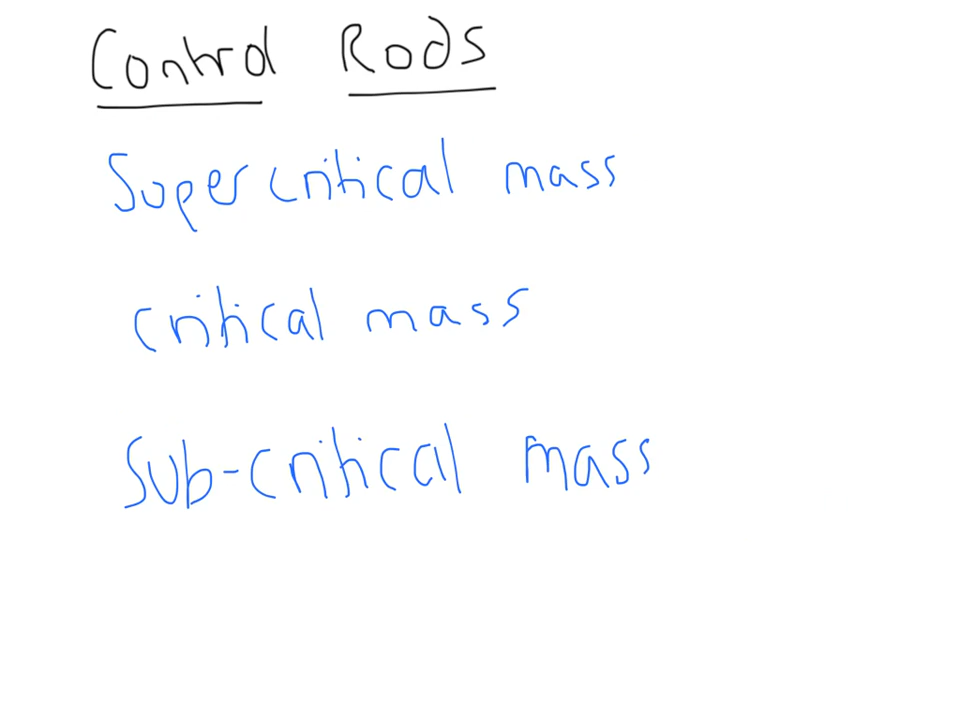 Control Rods
Supercritical mass
critical mass
Sub-critical mass